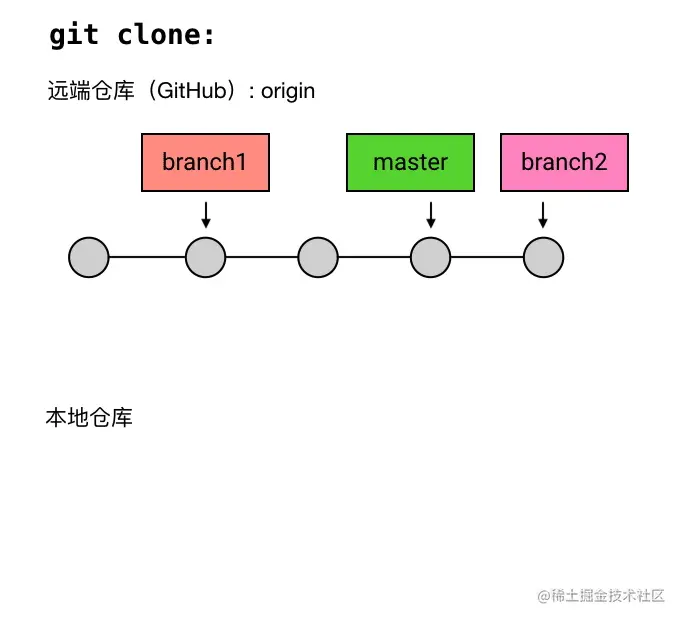 git clone:
远端仓库（GitHub）: origin
branch1
master
branch2
本地仓库
@稀土掘金技术社区